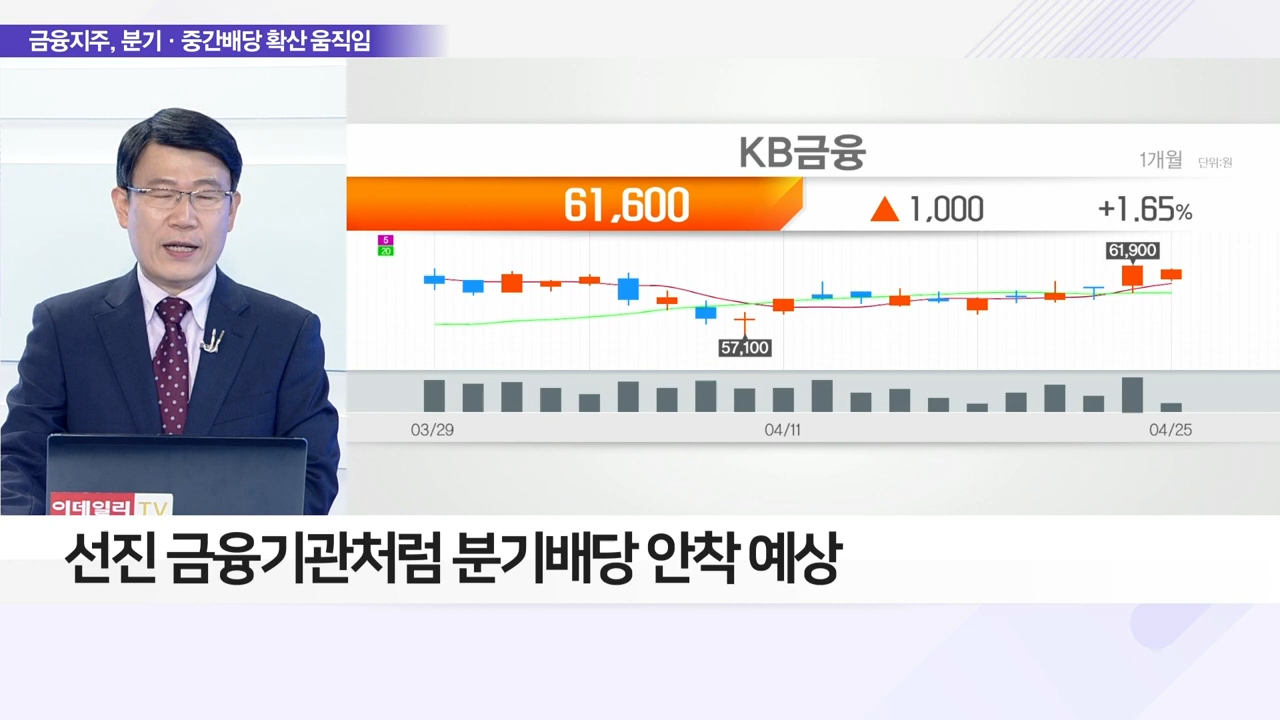 금융지주, 분기 · 중간배당 확산 움직임
KB금융
1개월 단위:원
61,600 ▲ 1,000 +1.65%
5
20
61,900
57,100
03/29 04/11 04/25
이데일리 TV
선진 금융기관처럼 분기배당 안착 예상